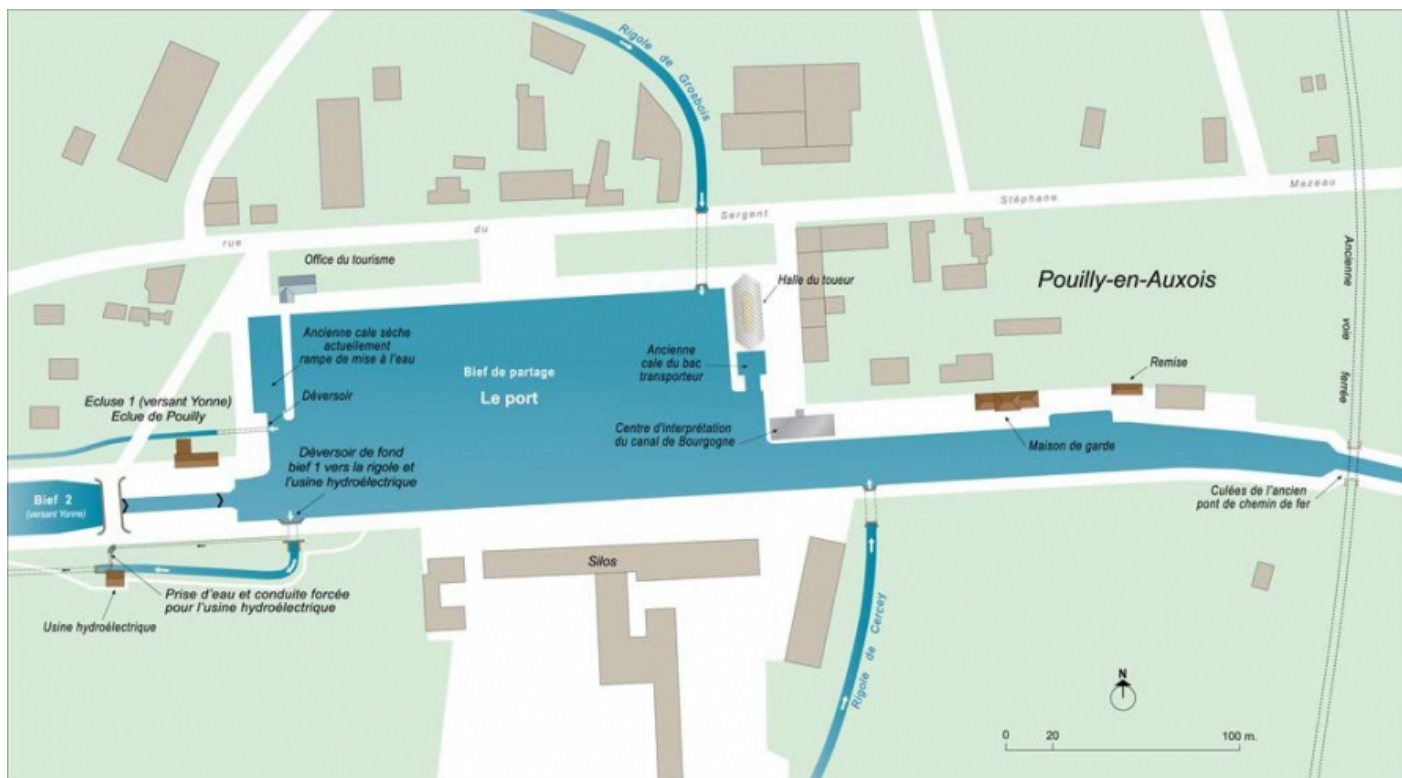 Rigole de Grosbois
rue du Sergent Stéphane Mazeau
Office du tourisme
Halle du toueur
Pouilly-en-Auxois
Ancienne voie ferrée
Ancienne cale sèche
actuellement
rampe de mise à l'eau
Bief de partage
Le port
Ancienne
cale du bac
transporteur
Remise
Ecluse 1 (versant Yonne)
Eclue de Pouilly
Déversoir
Centre d'interprétation
du canal de Bourgogne
Maison de garde
Déversoir de fond
bief 1 vers la rigole et
l'usine hydroélectrique
Bief 2
(versant Yonne)
Culées de l'ancien
pont de chemin de fer
Silos
Prise d'eau et conduite forcée
pour l'usine hydroélectrique
Usine hydroélectrique
Rigole de Cercey
N
0 20 100 m.